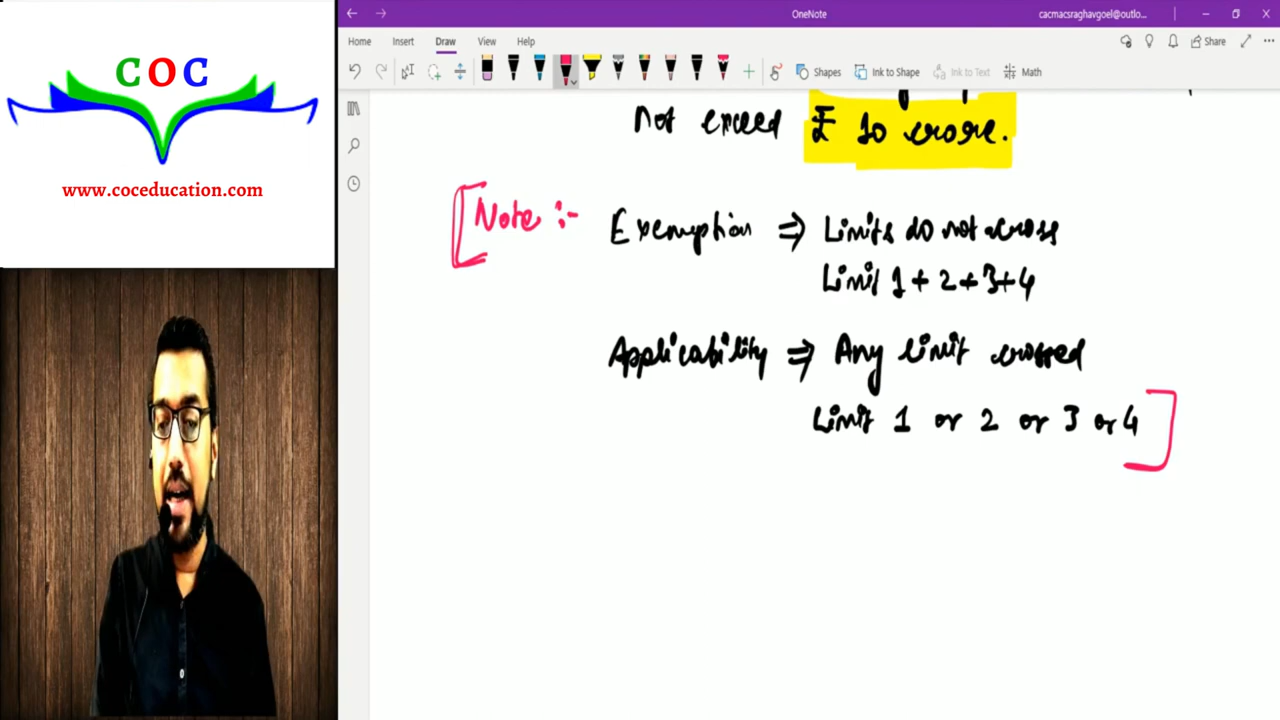 COC
www.coceducation.com
OneNote
cacmacsraghavgoel@outlo...
Home Insert Draw View Help
Share
Shapes Ink to Shape Ink to Text Math
not exceed ₹ 10 crore.
Note :- Exemption ⇒ Limits do not cross
Limit 1 + 2 + 3 + 4
Applicability ⇒ Any limit crossed
Limit 1 or 2 or 3 or 4